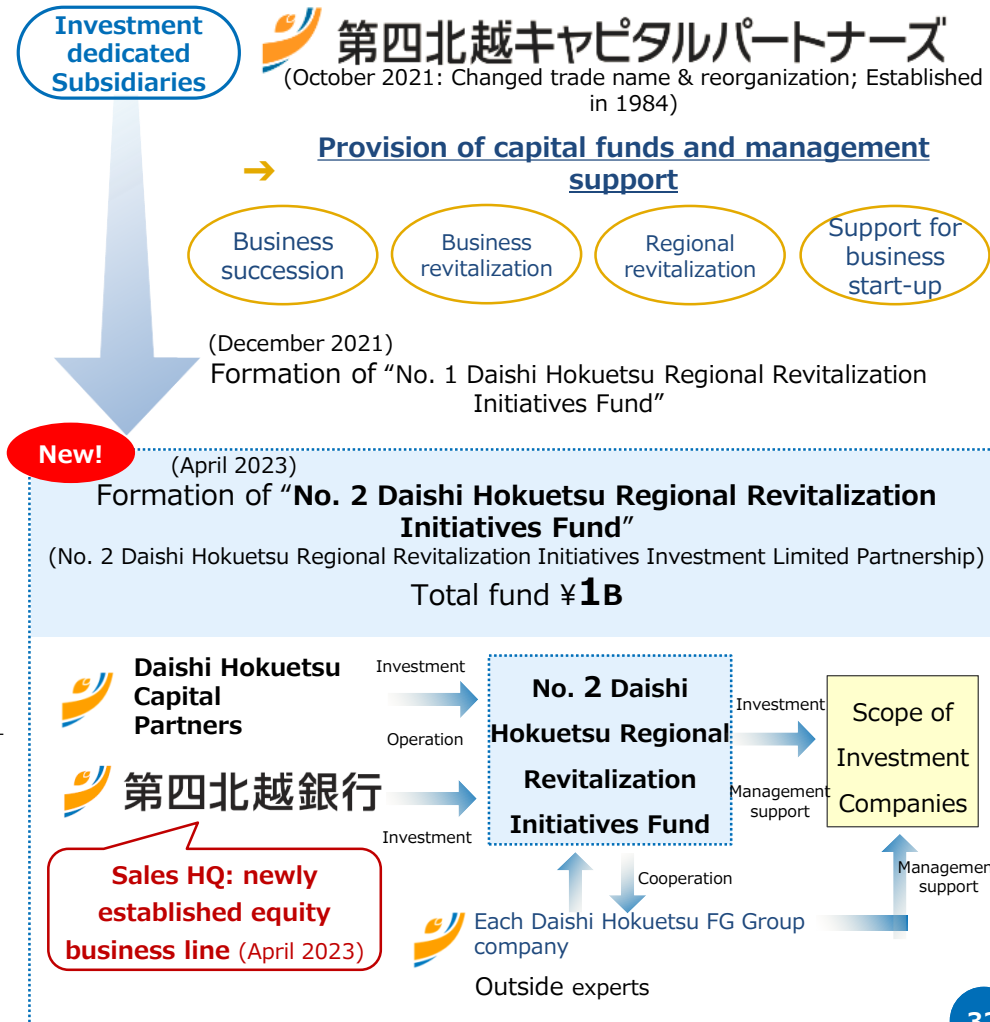 Investment
dedicated
Subsidiaries
第四北越キャピタルパートナーズ
(October 2021: Changed trade name & reorganization; Established
in 1984)
➔
Provision of capital funds and management
support
Business
succession
Business
revitalization
Regional
revitalization
Support for
business
start-up
(December 2021)
Formation of “No. 1 Daishi Hokuetsu Regional Revitalization
Initiatives Fund”
New!
(April 2023)
Formation of “No. 2 Daishi Hokuetsu Regional Revitalization
Initiatives Fund”
(No. 2 Daishi Hokuetsu Regional Revitalization Initiatives Investment Limited Partnership)
Total fund ¥1B
Daishi Hokuetsu
Capital
Partners
Investment
Operation
第四北越銀行
Investment
Sales HQ: newly
established equity
business line (April 2023)
No. 2 Daishi
Hokuetsu Regional
Revitalization
Initiatives Fund
Investment
Management
support
Scope of
Investment
Companies
Cooperation
Managemen
support
Each Daishi Hokuetsu FG Group
company
Outside experts